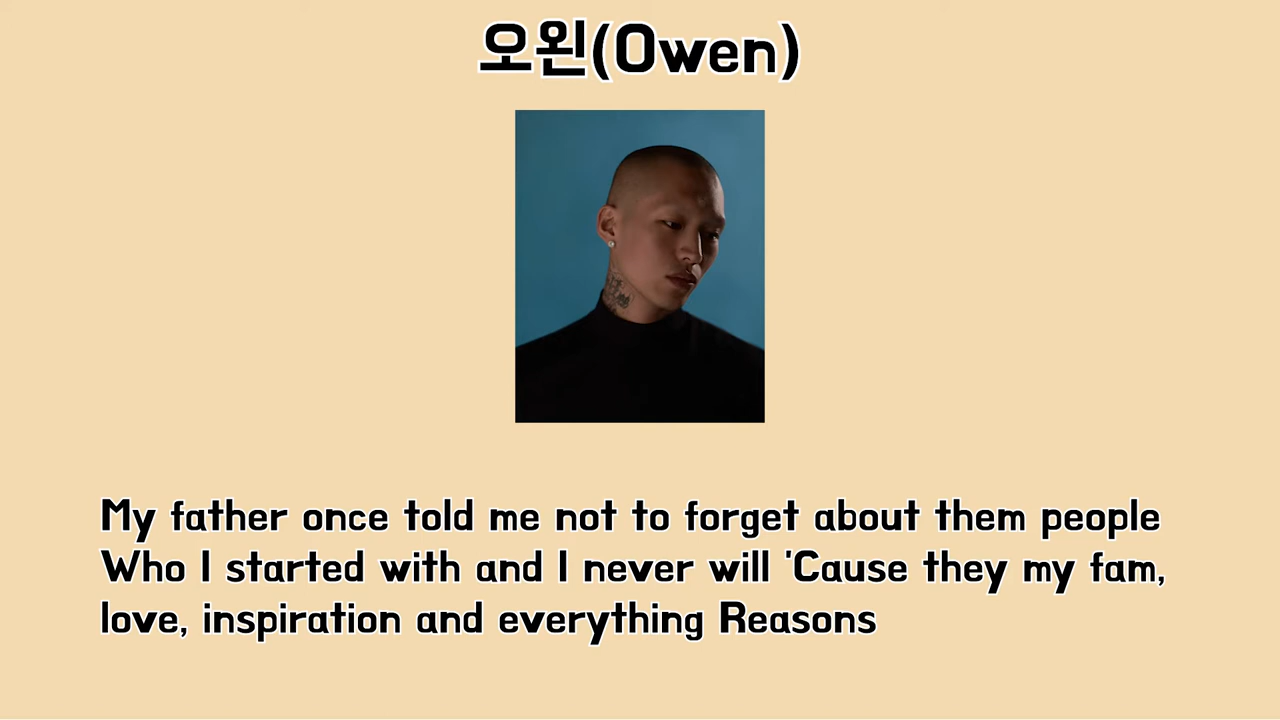 오왼(Owen)
My father once told me not to forget about them people
Who I started with and I never will 'Cause they my fam,
love, inspiration and everything Reasons